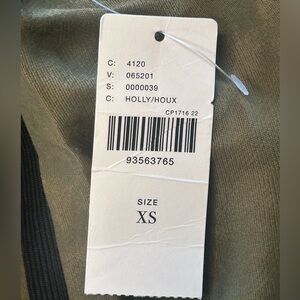 C: 4120
V: 065201
S: 0000039
C: HOLLY/HOUX
CP1716 22
93563765
SIZE
XS